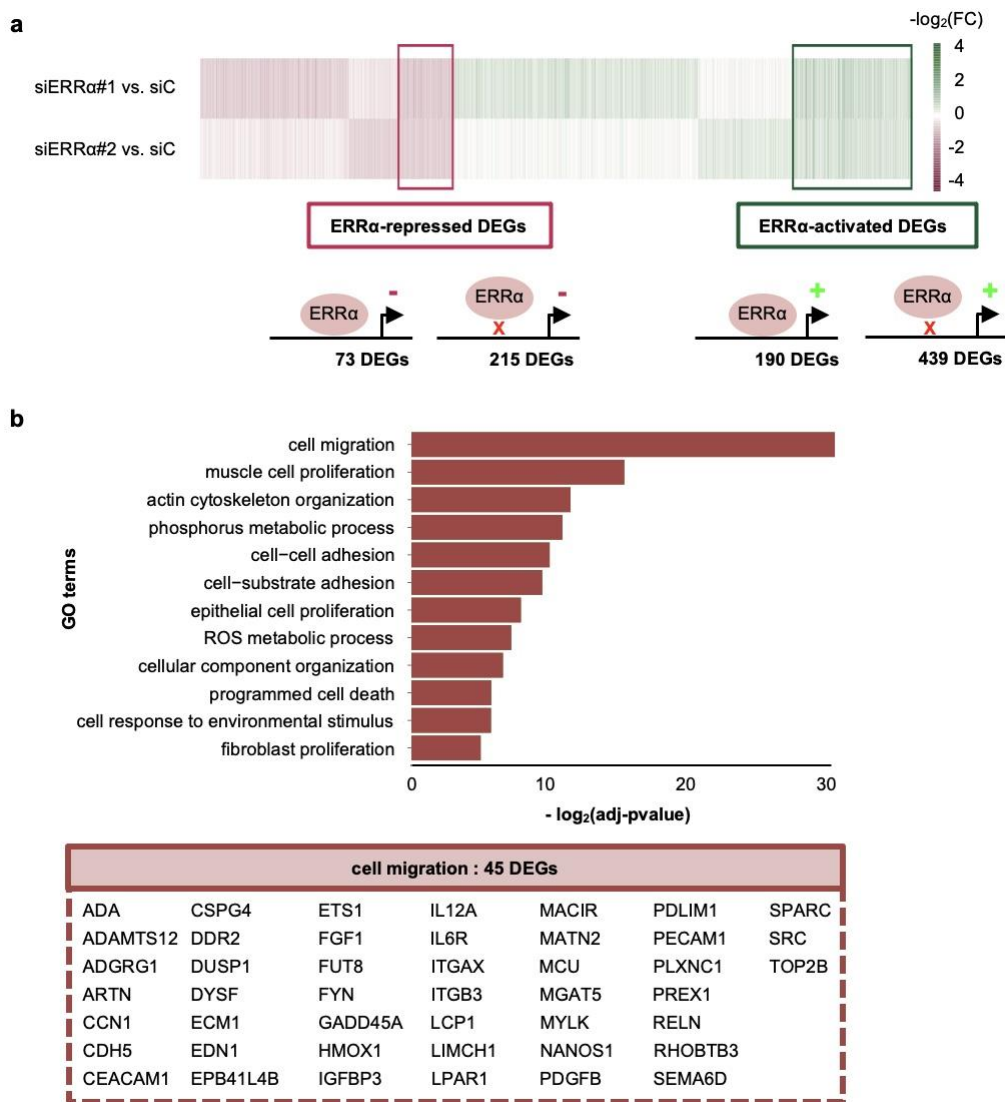 a
-log₂(FC)
siERRα#1 vs. siC
siERRα#2 vs. siC
4
2
0
-2
-4
ERRα-repressed DEGs
ERRα-activated DEGs
ERRα
-
ERRα
X
-
ERRα
+
ERRα
X
+
73 DEGs
215 DEGs
190 DEGs
439 DEGs
b
GO terms
cell migration
muscle cell proliferation
actin cytoskeleton organization
phosphorus metabolic process
cell−cell adhesion
cell−substrate adhesion
epithelial cell proliferation
ROS metabolic process
cellular component organization
programmed cell death
cell response to environmental stimulus
fibroblast proliferation
0 10 20 30
- log₂(adj-pvalue)
cell migration : 45 DEGs
ADA CSPG4 ETS1 IL12A MACIR PDLIM1 SPARC
ADAMTS12 DDR2 FGF1 IL6R MATN2 PECAM1 SRC
ADGRG1 DUSP1 FUT8 ITGAX MCU PLXNC1 TOP2B
ARTN DYSF FYN ITGB3 MGAT5 PREX1
CCN1 ECM1 GADD45A LCP1 MYLK RELN
CDH5 EDN1 HMOX1 LIMCH1 NANOS1 RHOBTB3
CEACAM1 EPB41L4B IGFBP3 LPAR1 PDGFB SEMA6D